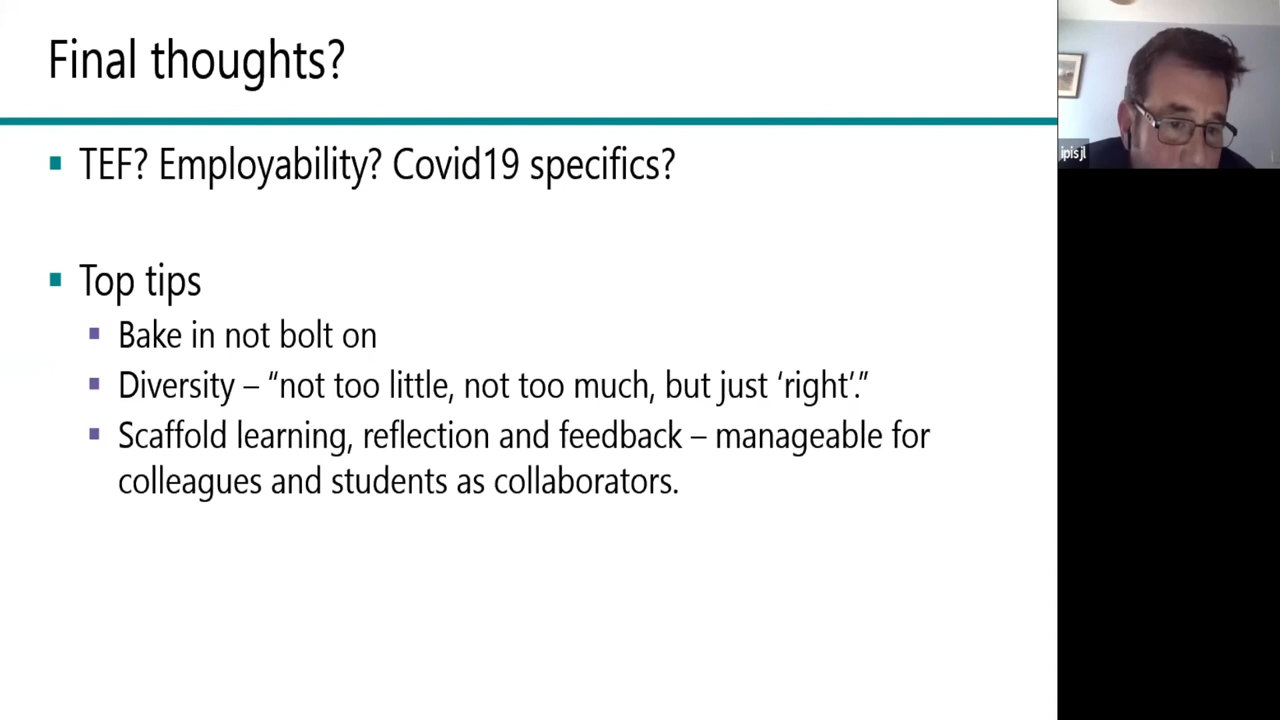 Final thoughts?
TEF? Employability? Covid19 specifics?
Top tips
Bake in not bolt on
Diversity – “not too little, not too much, but just ‘right’.”
Scaffold learning, reflection and feedback – manageable for
colleagues and students as collaborators.
ipisjl